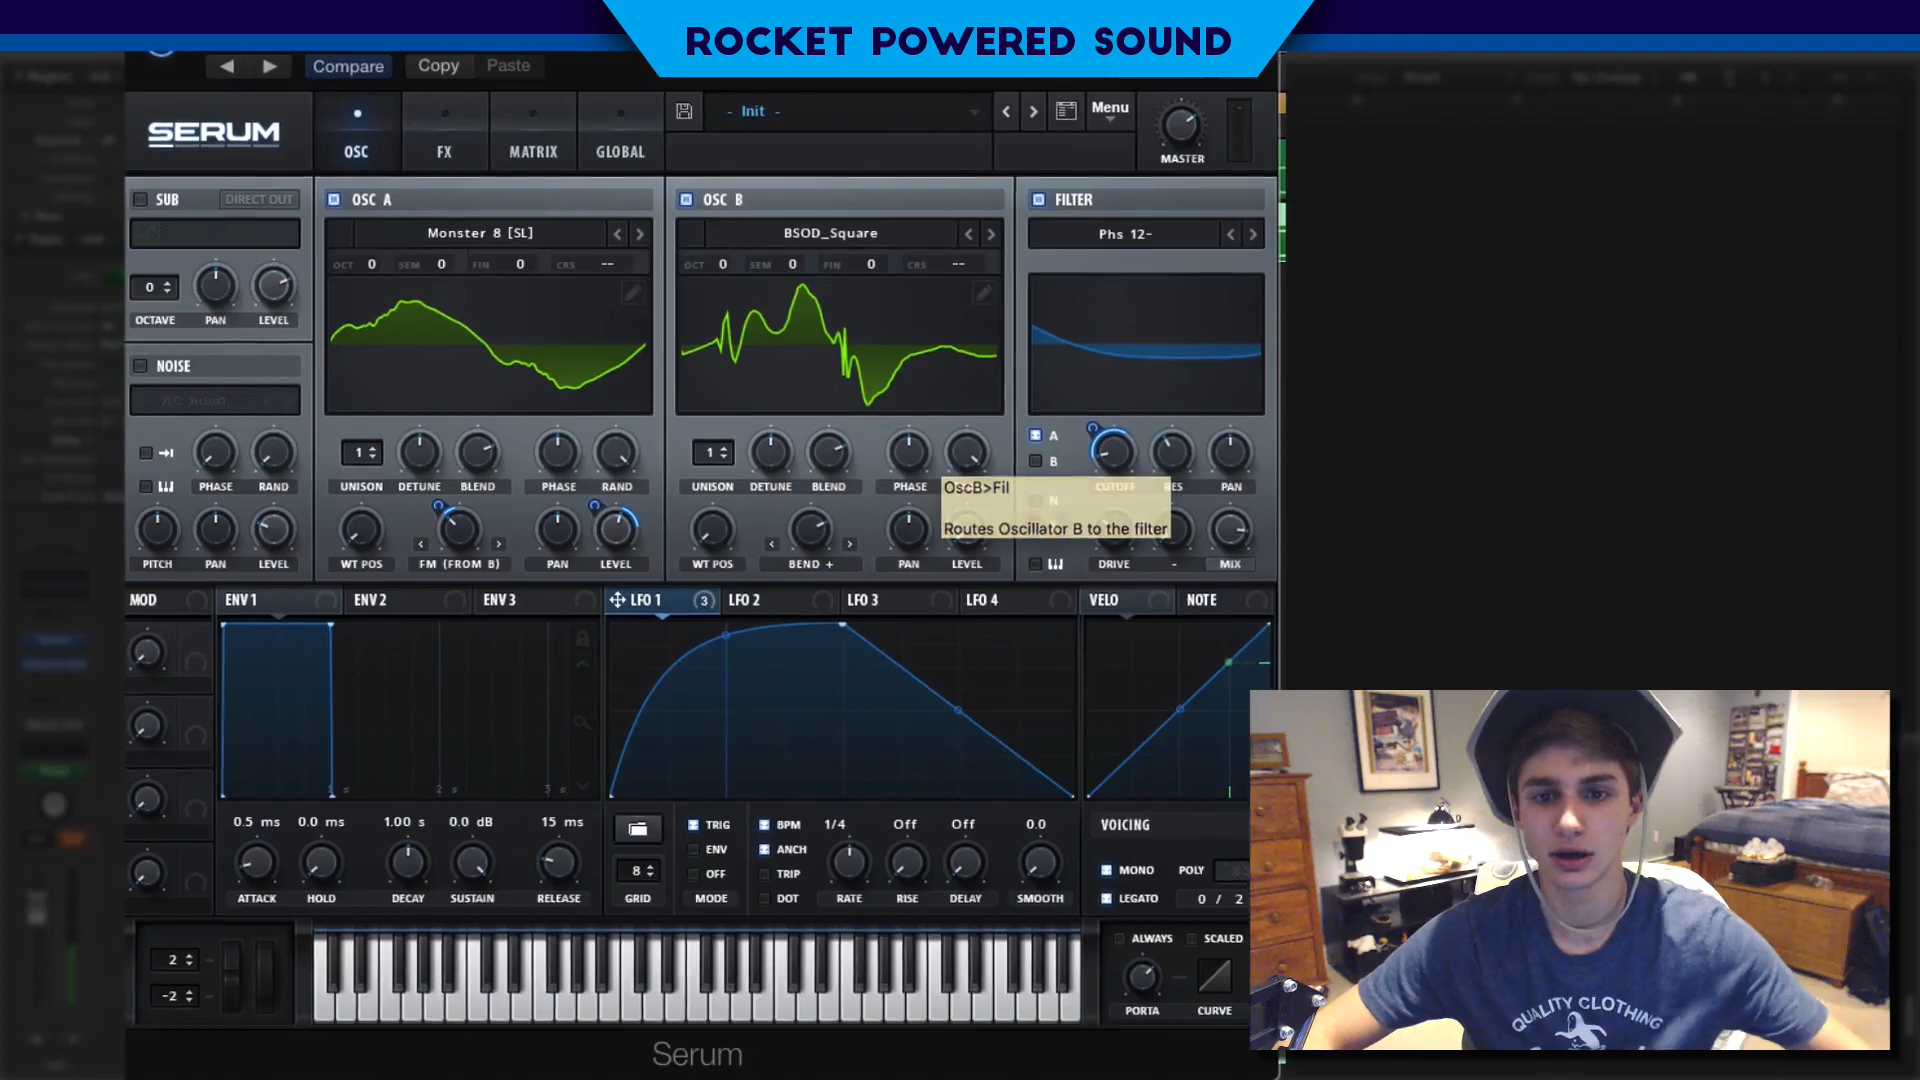 ROCKET POWERED SOUND
Compare
Copy
Paste
SERUM
OSC
FX
MATRIX
GLOBAL
- Init -
Menu
MASTER
SUB
DIRECT OUT
OSC A
OSC B
FILTER
Monster 8 [SL]
BSOD_Square
Phs 12-
OCT 0 SEM 0 FIN 0 CRS --
OCT 0 SEM 0 FIN 0 CRS --
0
OCTAVE PAN LEVEL
NOISE
AC hum1
1
1
A
B
PHASE RAND
UNISON DETUNE BLEND PHASE RAND
UNISON DETUNE BLEND PHASE
CUTOFF RES PAN
OscB>Fil
N
Routes Oscillator B to the filter
PITCH PAN LEVEL
WT POS FM (FROM B) PAN LEVEL
WT POS BEND + PAN LEVEL
DRIVE - MIX
MOD
ENV 1
ENV 2
ENV 3
LFO 1 3
LFO 2
LFO 3
LFO 4
VELO
NOTE
1 s 2 s 3 s
0.5 ms 0.0 ms 1.00 s 0.0 dB 15 ms
ATTACK HOLD DECAY SUSTAIN RELEASE
8
GRID
TRIG
ENV
OFF
MODE
BPM
ANCH
TRIP
DOT
1/4 Off Off 0.0
RATE RISE DELAY SMOOTH
VOICING
MONO POLY
LEGATO 0 / 2
2
-2
ALWAYS SCALED
PORTA CURVE
Serum
QUALITY CLOTHING